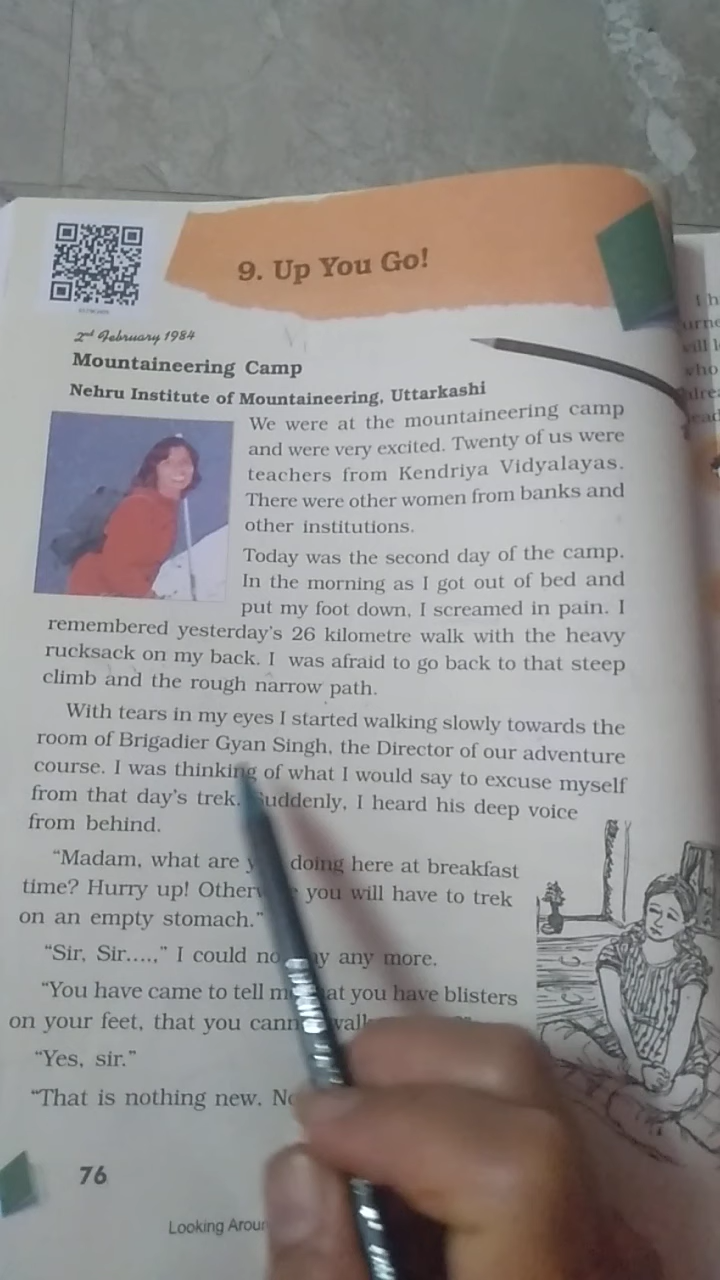 9. Up You Go!
2nd February 1984
Mountaineering Camp
Nehru Institute of Mountaineering, Uttarkashi
We were at the mountaineering camp
and were very excited. Twenty of us were
teachers from Kendriya Vidyalayas.
There were other women from banks and
other institutions.
Today was the second day of the camp.
In the morning as I got out of bed and
put my foot down, I screamed in pain. I
remembered yesterday's 26 kilometre walk with the heavy
rucksack on my back. I was afraid to go back to that steep
climb and the rough narrow path.
With tears in my eyes I started walking slowly towards the
room of Brigadier Gyan Singh, the Director of our adventure
course. I was thinking of what I would say to excuse myself
from that day's trek. Suddenly, I heard his deep voice
from behind.
"Madam, what are doing here at breakfast
time? Hurry up! you will have to trek
on an empty stomach."
"Sir, Sir....," I could any more.
"You have came to tell you have blisters
on your feet, that you
"Yes, sir."
"That is nothing new.
76
Looking